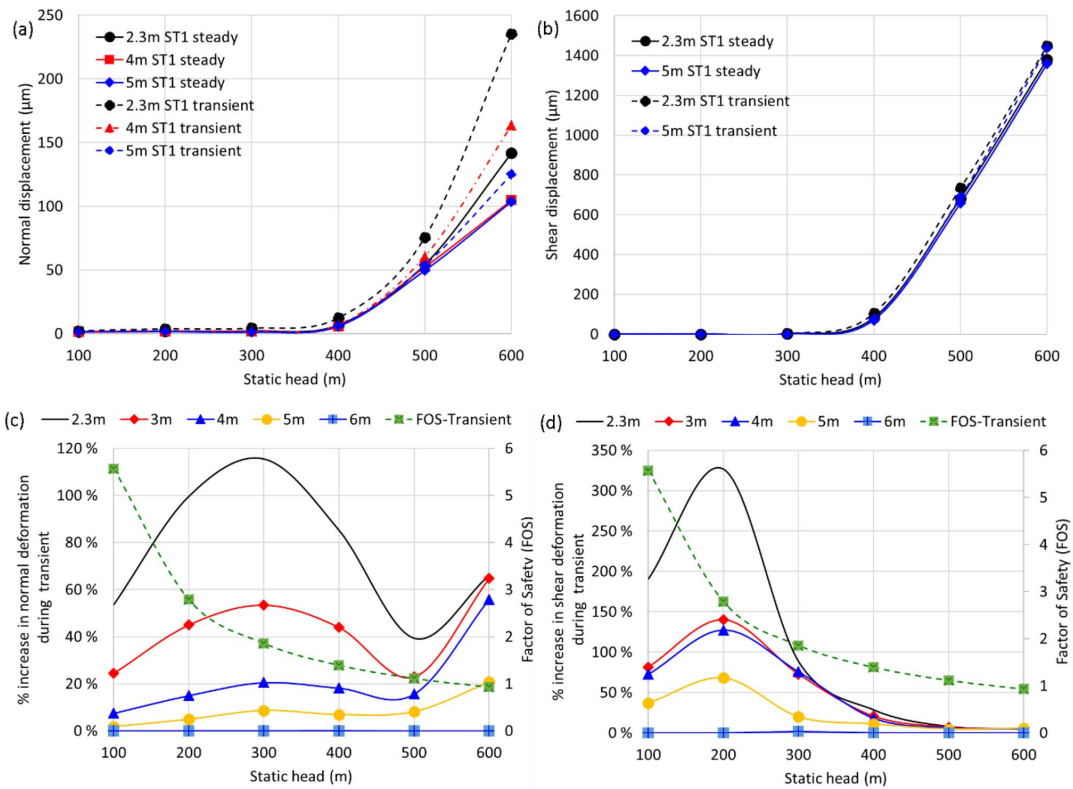 (a)
2.3m ST1 steady
4m ST1 steady
5m ST1 steady
2.3m ST1 transient
4m ST1 transient
5m ST1 transient
Normal displacement (µm)
250
200
150
100
50
0
100 200 300 400 500 600
Static head (m)
(b)
2.3m ST1 steady
5m ST1 steady
2.3m ST1 transient
5m ST1 transient
Shear displacement (µm)
1600
1400
1200
1000
800
600
400
200
0
100 200 300 400 500 600
Static head (m)
(c)
2.3m 3m 4m 5m 6m FOS-Transient
% increase in normal deformation
during transient
120 %
100 %
80 %
60 %
40 %
20 %
0 %
6
5
4
3
2
1
0
Factor of Safety (FOS)
100 200 300 400 500 600
Static head (m)
(d)
2.3m 3m 4m 5m 6m FOS-Transient
% increase in shear deformation
during transient
350 %
300 %
250 %
200 %
150 %
100 %
50 %
0 %
6
5
4
3
2
1
0
Factor of Safety (FOS)
100 200 300 400 500 600
Static head (m)